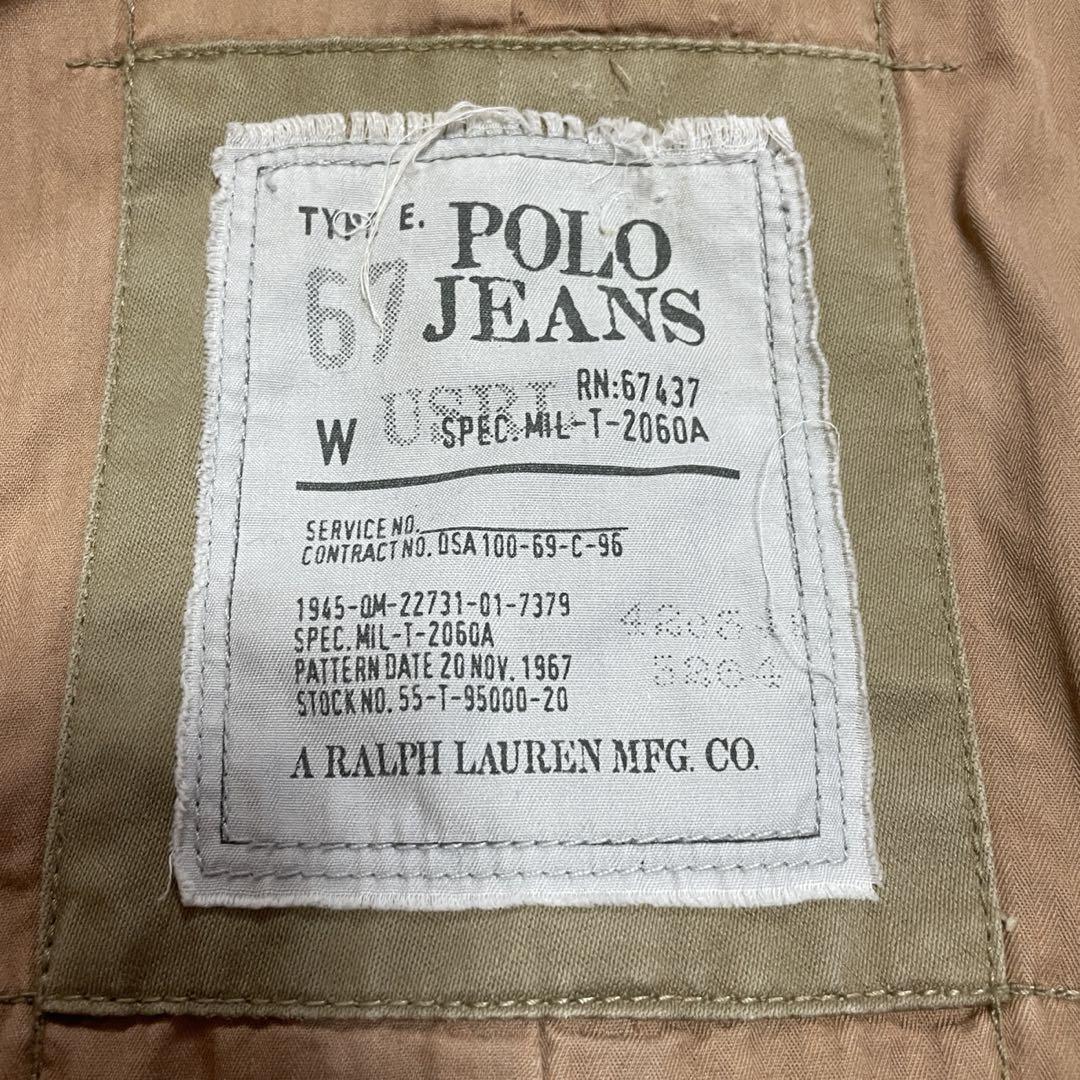 TYPE.
POLO
JEANS
67
USRL
RN:67437
W
SPEC.MIL-T-2060A
SERVICE NO.
CONTRACT NO. DSA 100-69-C-96
1945-QM-22731-01-7379
SPEC.MIL-T-2060A
PATTERN DATE 20 NOV. 1967
5264
STOCK NO. 55-T-95000-20
A RALPH LAUREN MFG. CO.